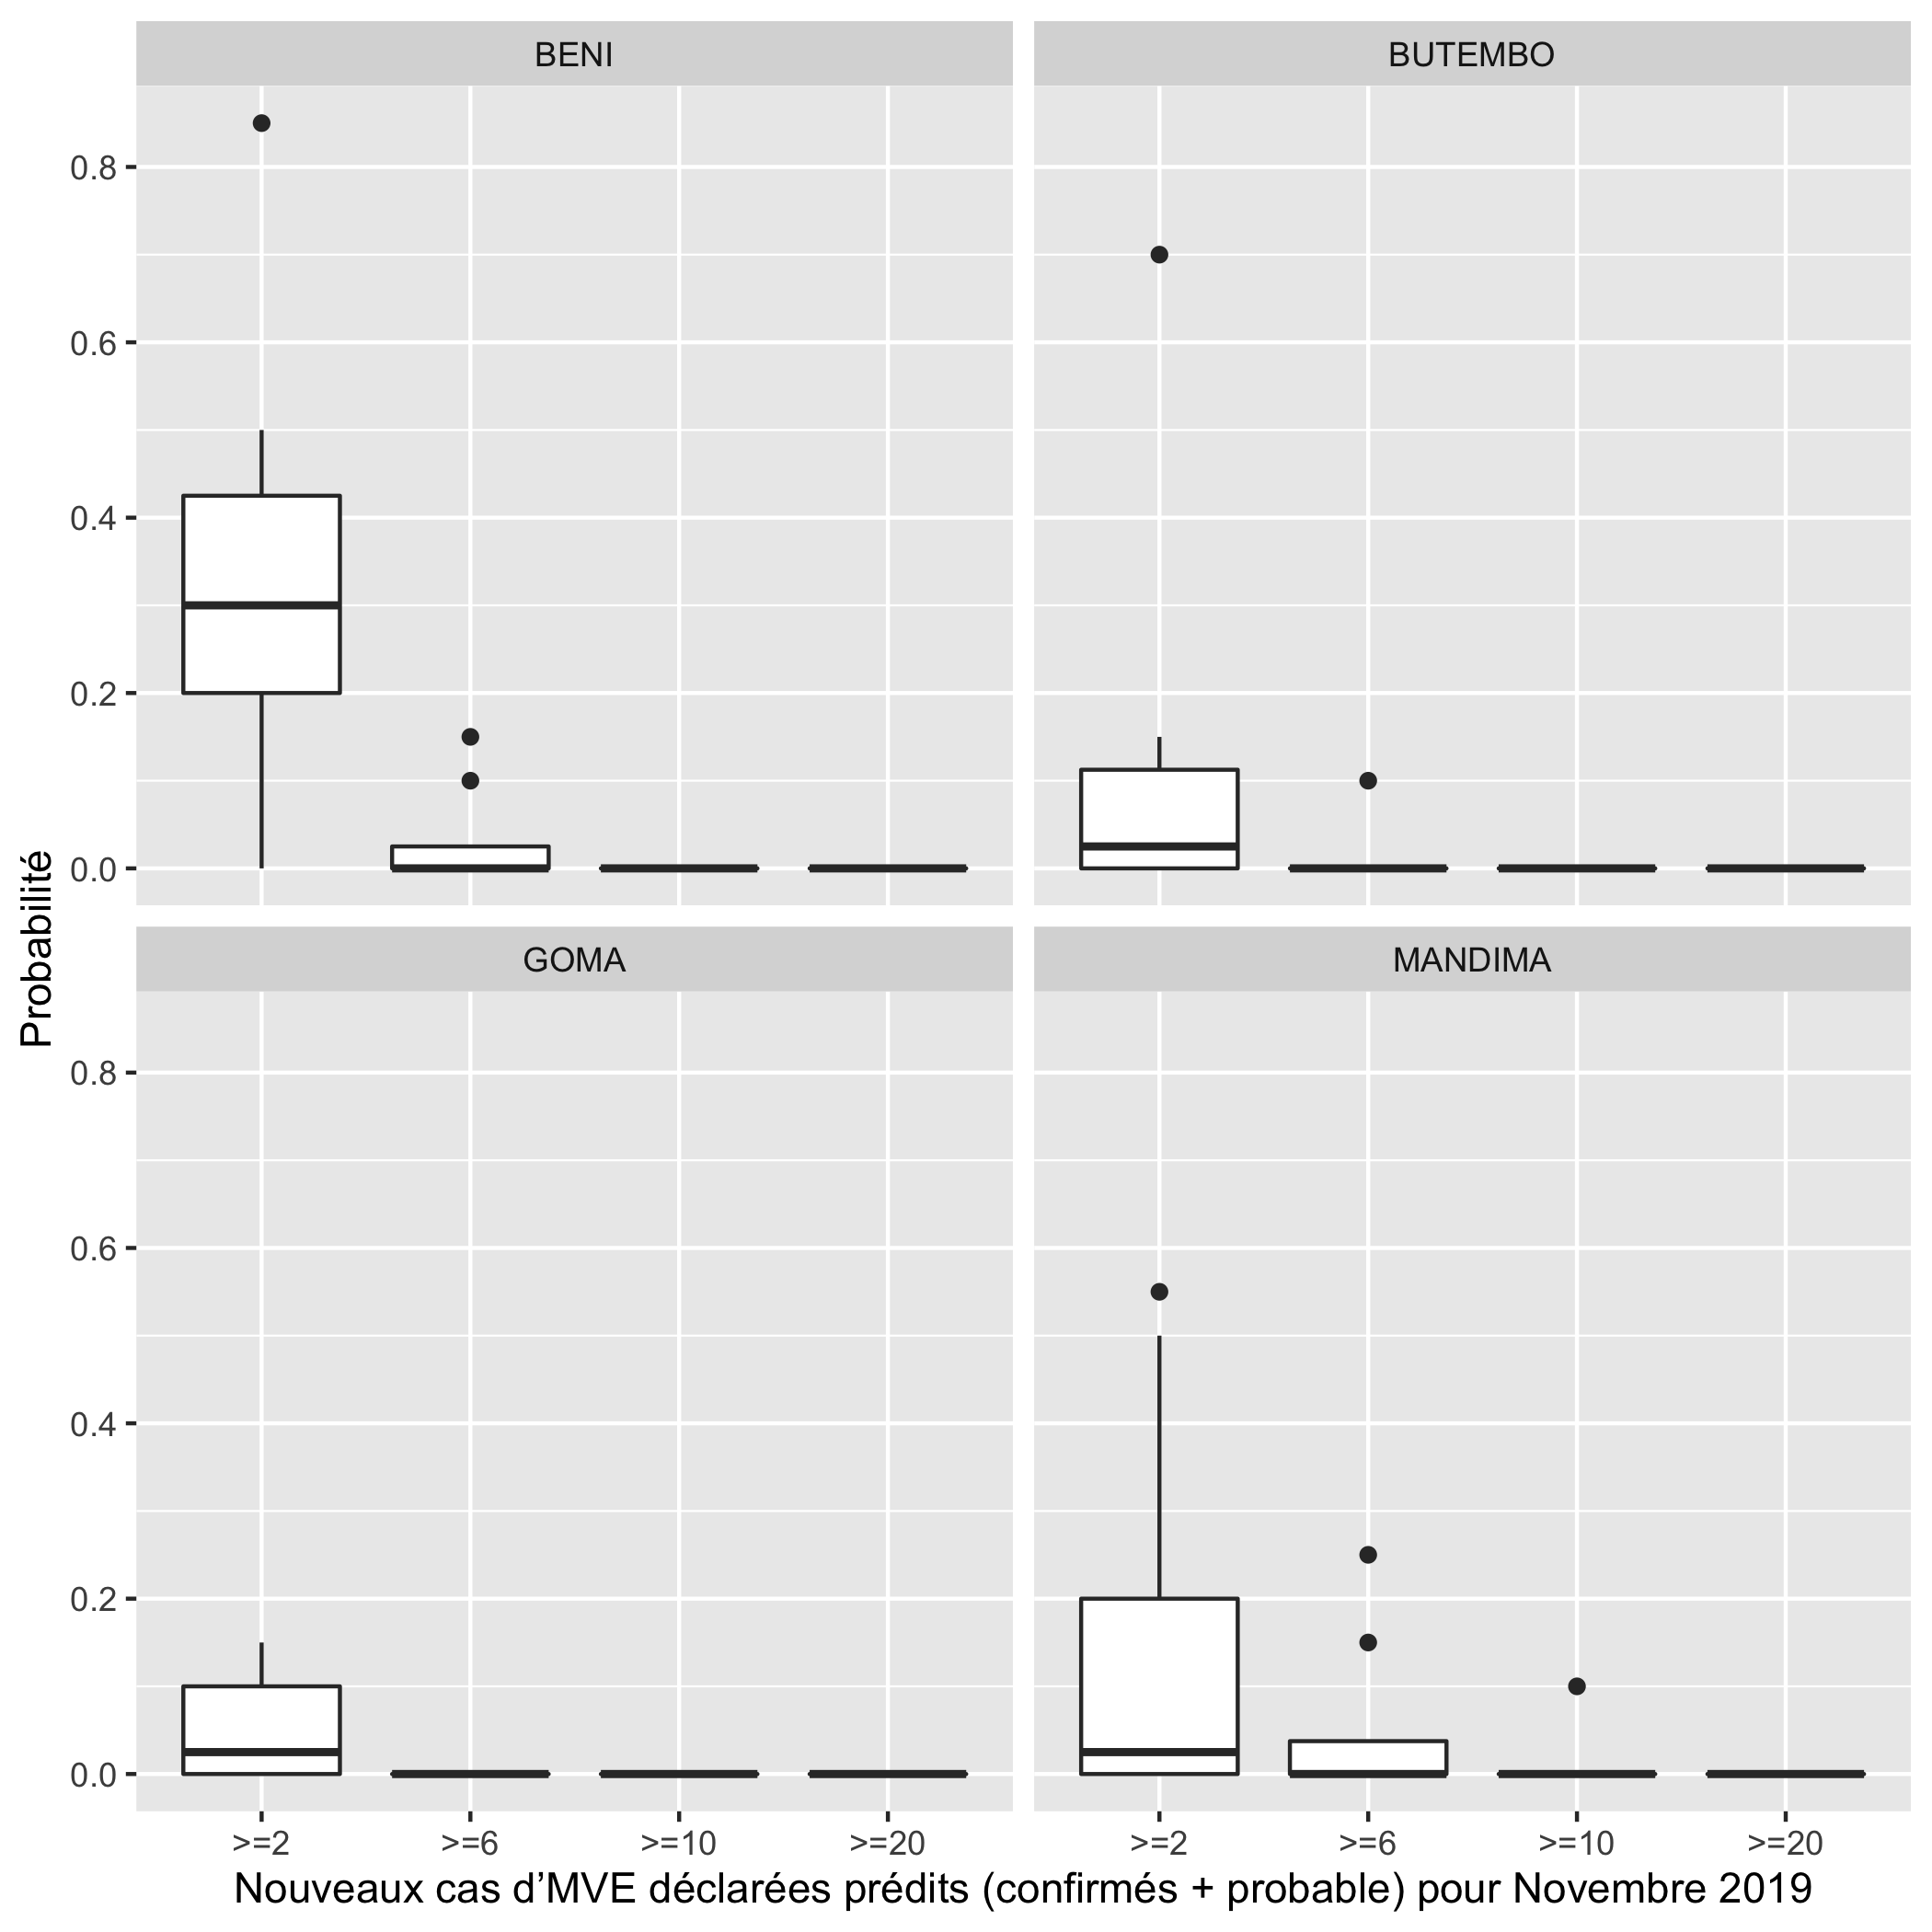 BENI
BUTEMBO
0.8
0.6
0.4
0.2
0.0
Probabilité
GOMA
MANDIMA
0.8
0.6
0.4
0.2
0.0
>=2 >=6 >=10 >=20 >=2 >=6 >=10 >=20
Nouveaux cas d’MVE déclarées prédits (confirmés + probable) pour Novembre 2019